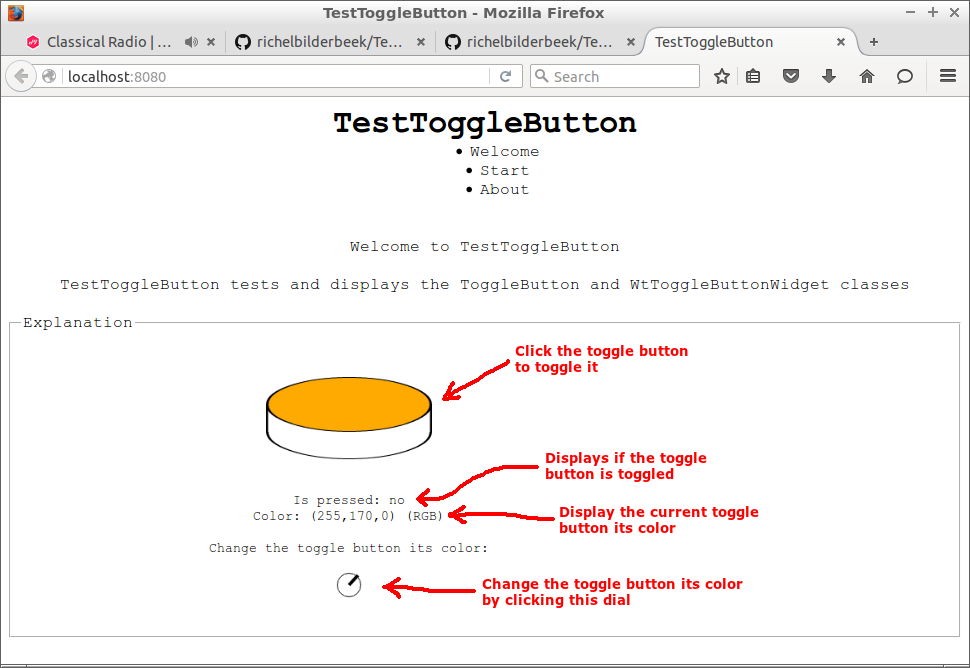 TestToggleButton - Mozilla Firefox
Classical Radio | ...
richelbilderbeek/Te...
richelbilderbeek/Te...
TestToggleButton
localhost:8080
Search
TestToggleButton
• Welcome
• Start
• About
Welcome to TestToggleButton
TestToggleButton tests and displays the ToggleButton and WtToggleButtonWidget classes
Explanation
Click the toggle button
to toggle it
Displays if the toggle
button is toggled
Is pressed: no
Color: (255,170,0) (RGB)
Display the current toggle
button its color
Change the toggle button its color:
Change the toggle button its color
by clicking this dial